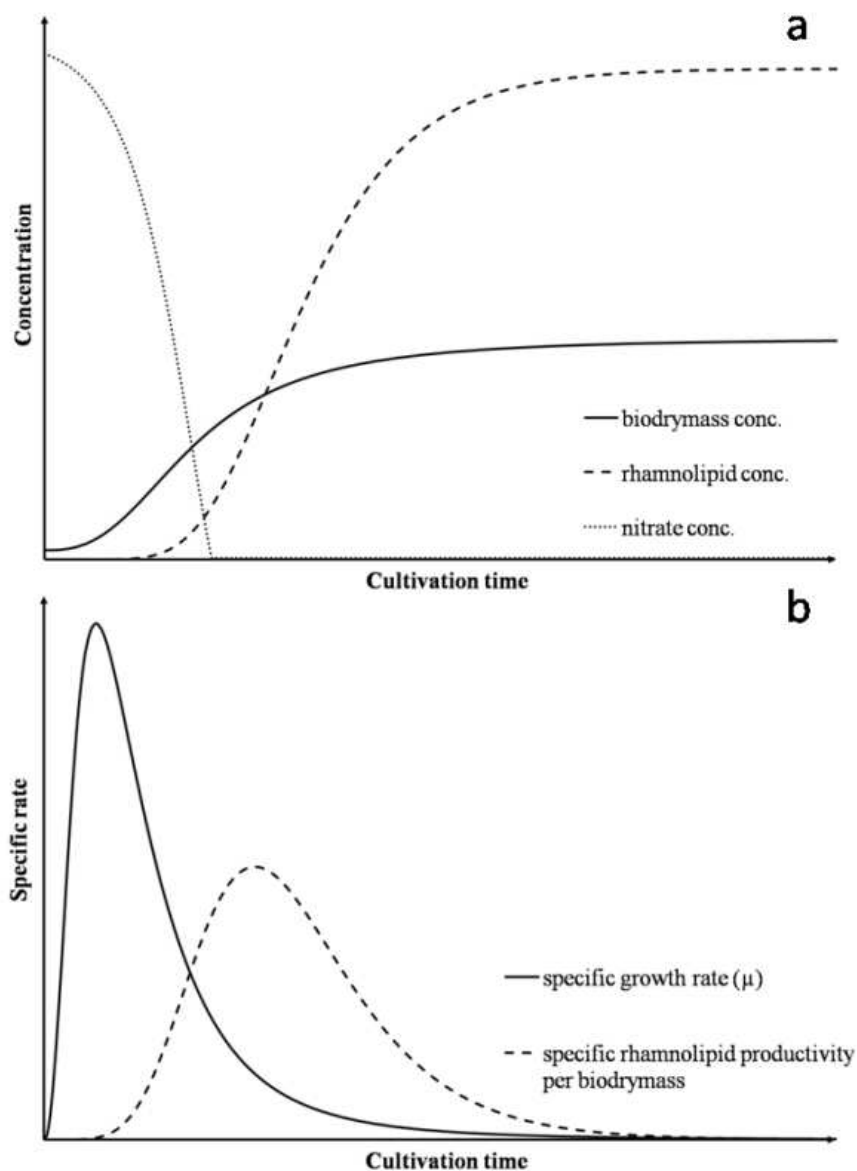 a
Concentration
biodrymass conc.
rhamnolipid conc.
nitrate conc.
Cultivation time
b
Specific rate
specific growth rate (μ)
specific rhamnolipid productivity
per biodrymass
Cultivation time